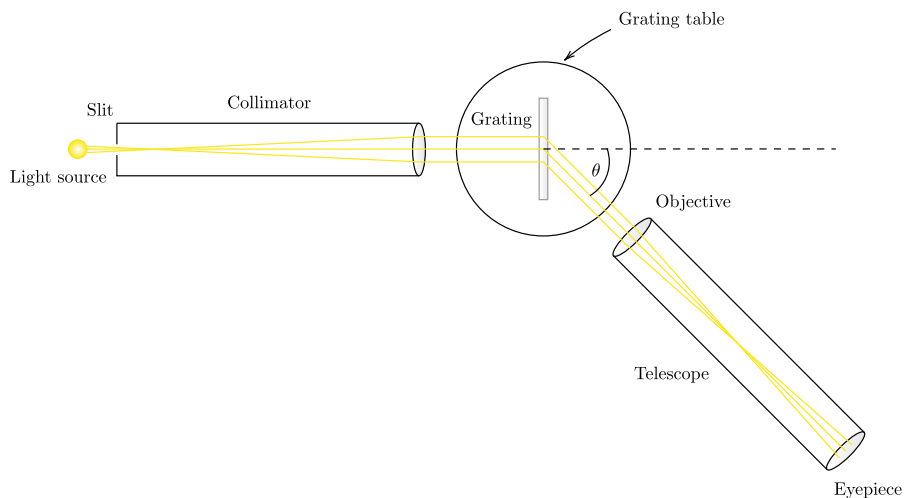 Grating table
Slit
Collimator
Grating
Light source
θ
Objective
Telescope
Eyepiece